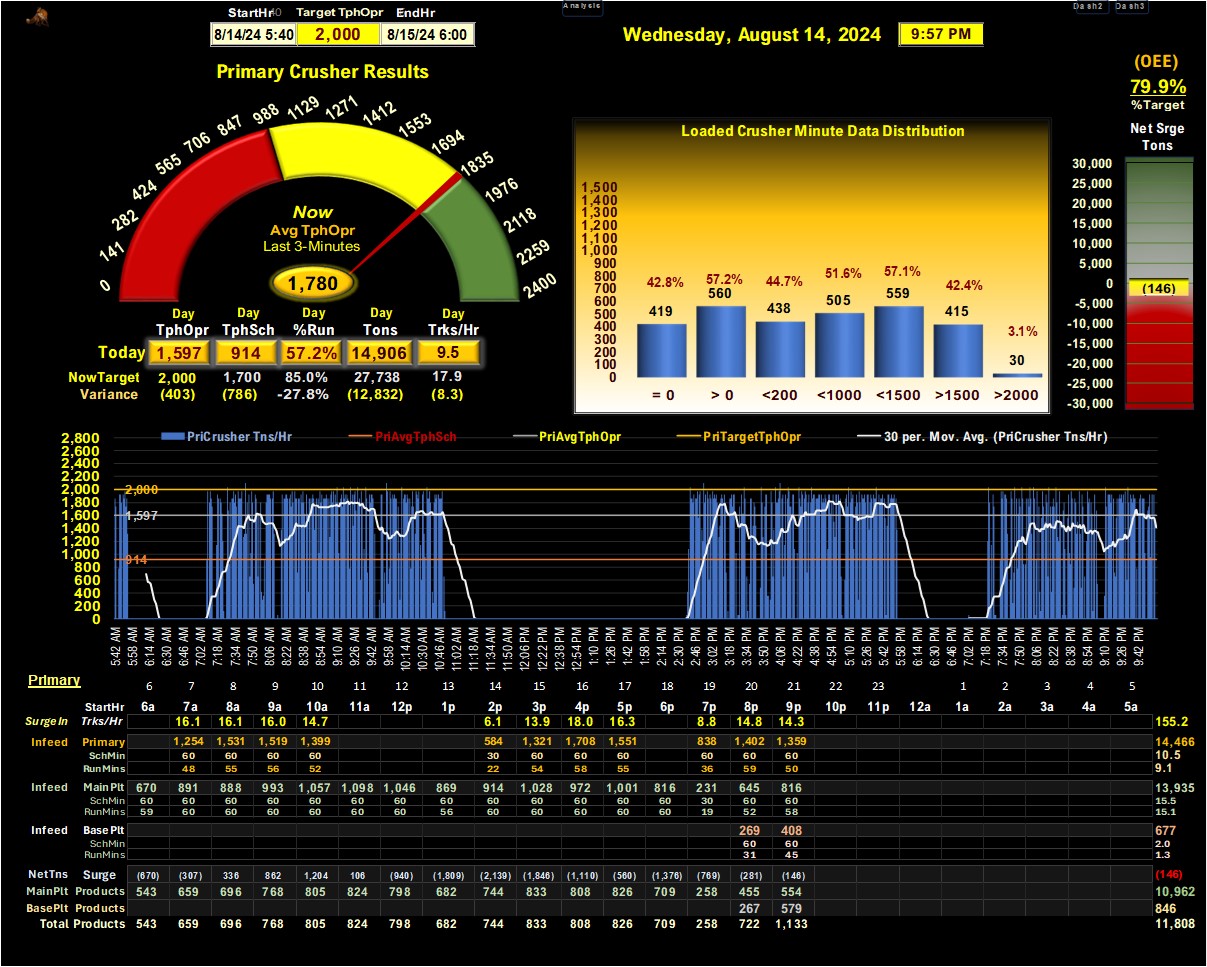 StartHr Target TphOpr EndHr
8/14/24 5:40 2,000 8/15/24 6:00
Analysis
Dash2 Dash3
Wednesday, August 14, 2024 9:57 PM
(OEE)
79.9%
%Target
Net Srge
Tons
30,000
25,000
20,000
15,000
10,000
5,000
0
(146)
-5,000
-10,000
-15,000
-20,000
-25,000
-30,000
Primary Crusher Results
0 141 282 424 565 706 847 988 1129 1271 1412 1553 1694 1835 1976 2118 2259 2400
Now
Avg TphOpr
Last 3-Minutes
1,780
Day Day Day Day Day
TphOpr TphSch %Run Tons Trks/Hr
Today 1,597 914 57.2% 14,906 9.5
NowTarget 2,000 1,700 85.0% 27,738 17.9
Variance (403) (786) -27.8% (12,832) (8.3)
Loaded Crusher Minute Data Distribution
1,500
1,400
1,300
1,200
1,100
1,000
900
800
700
600
500
400
300
200
100
0
42.8% 57.2% 44.7% 51.6% 57.1% 42.4% 3.1%
419 560 438 505 559 415 30
= 0 > 0 <200 <1000 <1500 >1500 >2000
PriCrusher Tns/Hr PriAvgTphSch PriAvgTphOpr PriTargetTphOpr 30 per. Mov. Avg. (PriCrusher Tns/Hr)
2,800
2,600
2,400
2,200
2,000
1,800
1,600
1,400
1,200
1,000
800
600
400
200
0
2,000
1,597
914
5:42 AM 5:58 AM 6:14 AM 6:30 AM 6:46 AM 7:02 AM 7:18 AM 7:34 AM 7:50 AM 8:06 AM 8:22 AM 8:38 AM 8:54 AM 9:10 AM 9:26 AM 9:42 AM 9:58 AM 10:14 AM 10:30 AM 10:46 AM 11:02 AM 11:18 AM 11:34 AM 11:50 AM 12:06 PM 12:22 PM 12:38 PM 12:54 PM 1:10 PM 1:26 PM 1:42 PM 1:58 PM 2:14 PM 2:30 PM 2:46 PM 3:02 PM 3:18 PM 3:34 PM 3:50 PM 4:06 PM 4:22 PM 4:38 PM 4:54 PM 5:10 PM 5:26 PM 5:42 PM 5:58 PM 6:14 PM 6:30 PM 6:46 PM 7:02 PM 7:18 PM 7:34 PM 7:50 PM 8:06 PM 8:22 PM 8:38 PM 8:54 PM 9:10 PM 9:26 PM 9:42 PM
Primary
6 7 8 9 10 11 12 13 14 15 16 17 18 19 20 21 22 23 1 2 3 4 5
StartHr 6a 7a 8a 9a 10a 11a 12p 1p 2p 3p 4p 5p 6p 7p 8p 9p 10p 11p 12a 1a 2a 3a 4a 5a
SurgeIn Trks/Hr 16.1 16.1 16.0 14.7 6.1 13.9 18.0 16.3 8.8 14.8 14.3 155.2
Infeed Primary 1,254 1,531 1,519 1,399 584 1,321 1,708 1,551 838 1,402 1,359 14,466
SchMin 60 60 60 60 30 60 60 60 60 60 60 10.5
RunMins 48 55 56 52 22 54 58 55 36 59 50 9.1
Infeed MainPlt 670 891 888 993 1,057 1,098 1,046 869 914 1,028 972 1,001 816 231 645 816 13,935
SchMin 60 60 60 60 60 60 60 60 60 60 60 60 60 30 60 60 15.5
RunMins 59 60 60 60 60 60 60 56 60 60 60 60 60 19 52 58 15.1
Infeed Base Plt 269 408 677
SchMin 60 60 2.0
RunMins 31 45 1.3
NetTns Surge (670) (307) 336 862 1,204 106 (940) (1,809) (2,139) (1,846) (1,110) (560) (1,376) (769) (281) (146) (146)
MainPlt Products 543 659 696 768 805 824 798 682 744 833 808 826 709 258 455 554 10,962
BasePlt Products 267 579 846
Total Products 543 659 696 768 805 824 798 682 744 833 808 826 709 258 722 1,133 11,808